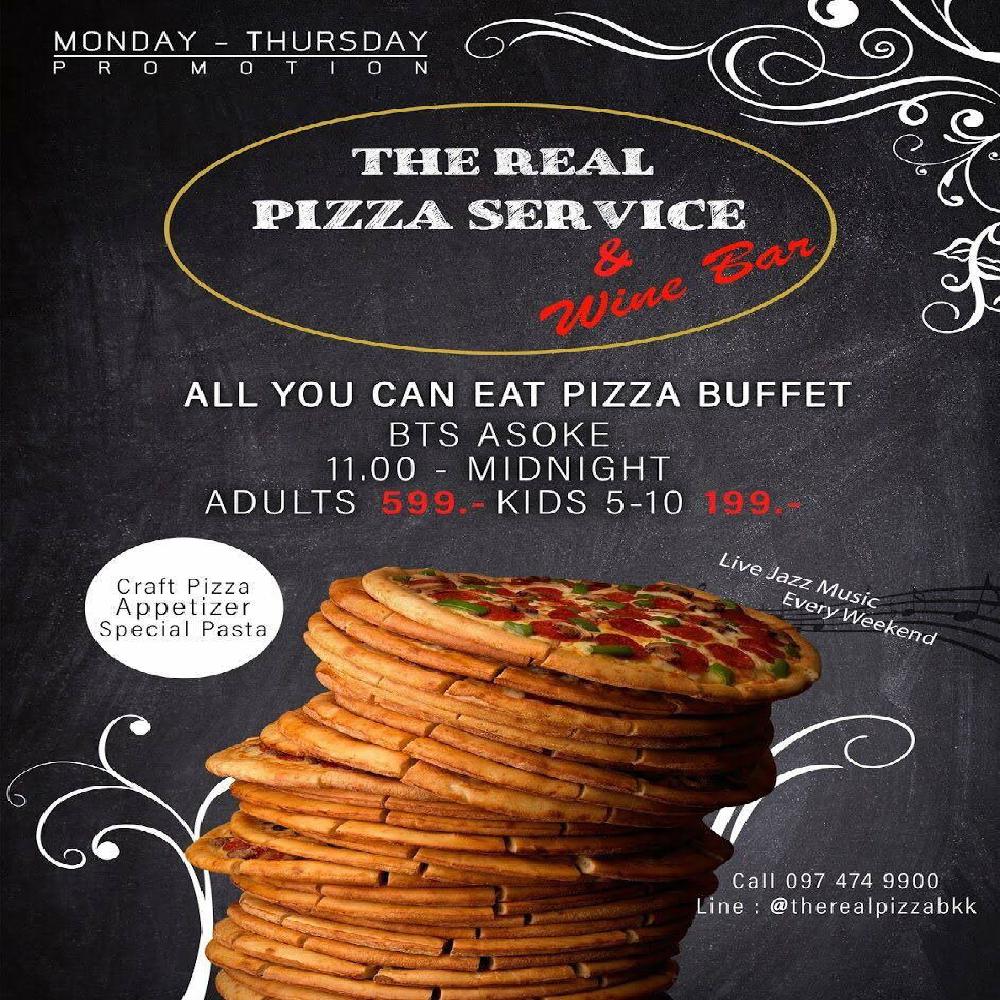 MONDAY - THURSDAY
PROMOTION
THE REAL
PIZZA SERVICE
&
Wine Bar
ALL YOU CAN EAT PIZZA BUFFET
BTS ASOKE
11.00 - MIDNIGHT
ADULTS 599.- KIDS 5-10 199.-
Craft Pizza
Appetizer
Special Pasta
Live Jazz Music
Every Weekend
Call 097 474 9900
Line : @therealpizzabkk